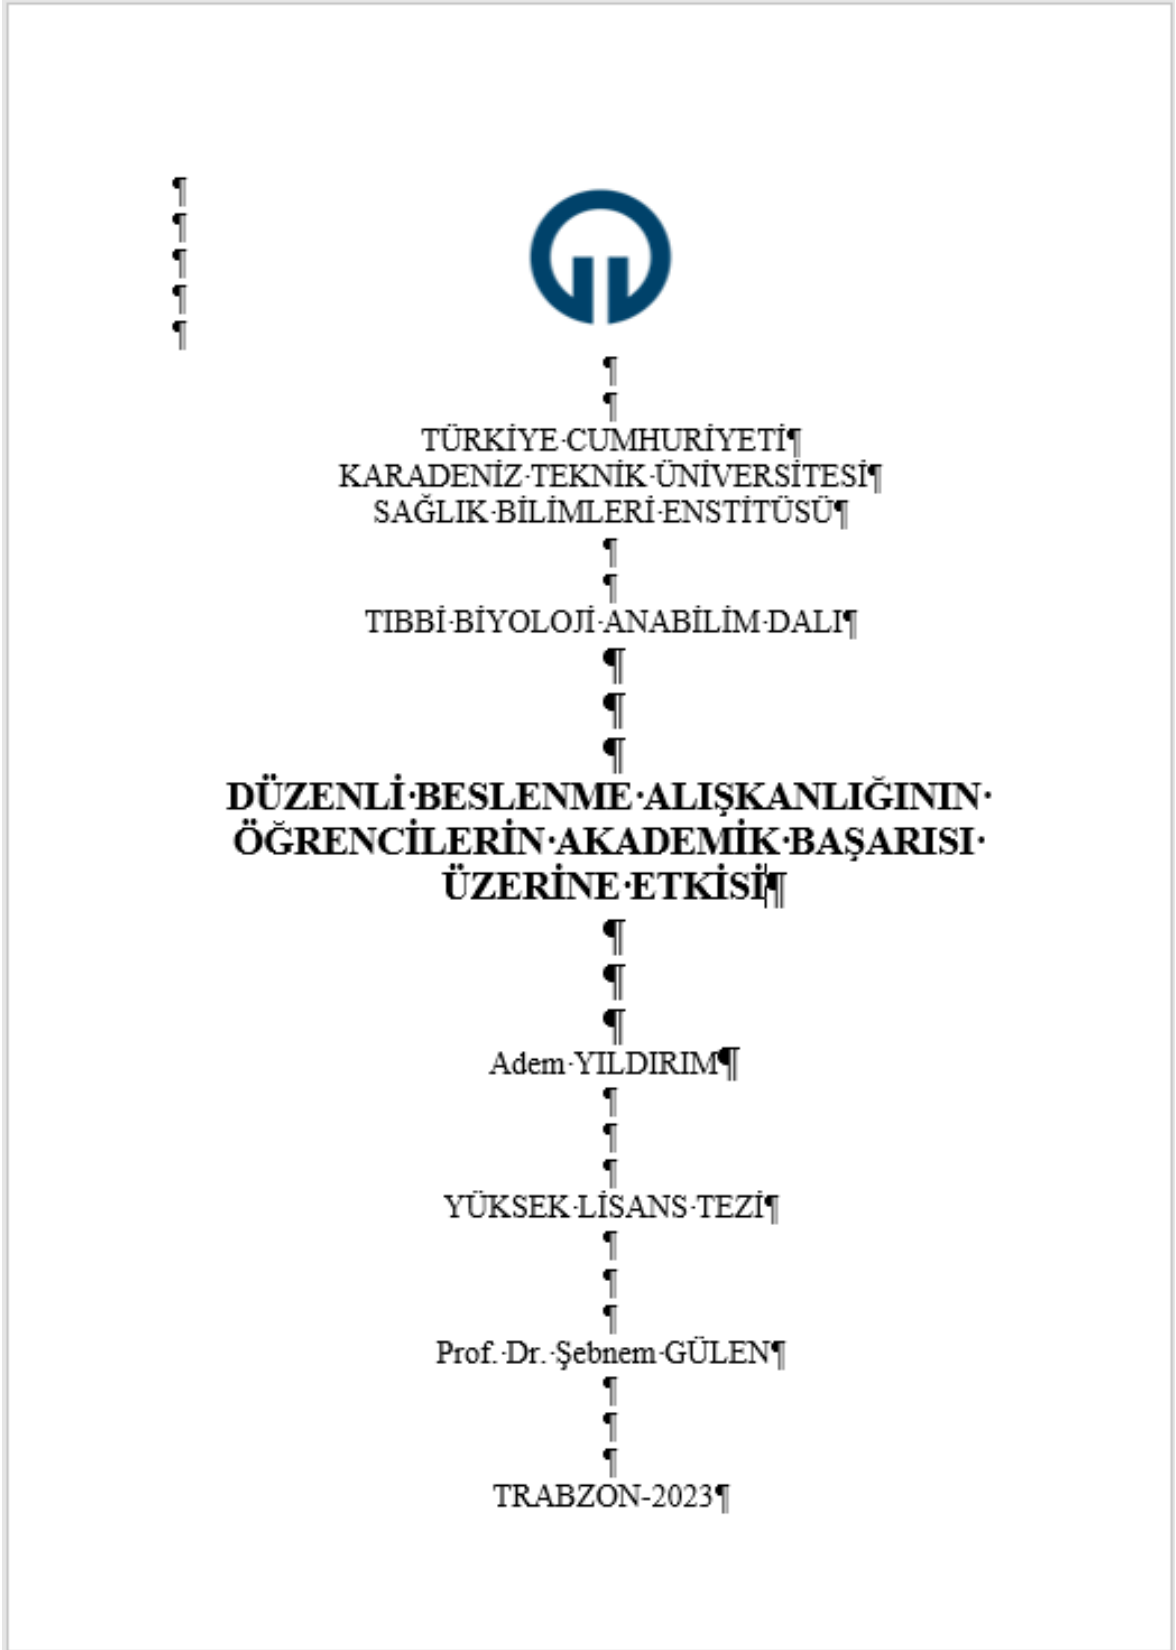 TÜRKİYE CUMHURİYETİ
KARADENİZ TEKNİK ÜNİVERSİTESİ
SAĞLIK BİLİMLERİ ENSTİTÜSÜ
TIBBİ BİYOLOJİ ANABİLİM DALI
DÜZENLİ BESLENME ALIŞKANLIĞININ
ÖĞRENCİLERİN AKADEMİK BAŞARISI
ÜZERİNE ETKİSİ
Adem YILDIRIM
YÜKSEK LİSANS TEZİ
Prof. Dr. Şebnem GÜLEN
TRABZON-2023